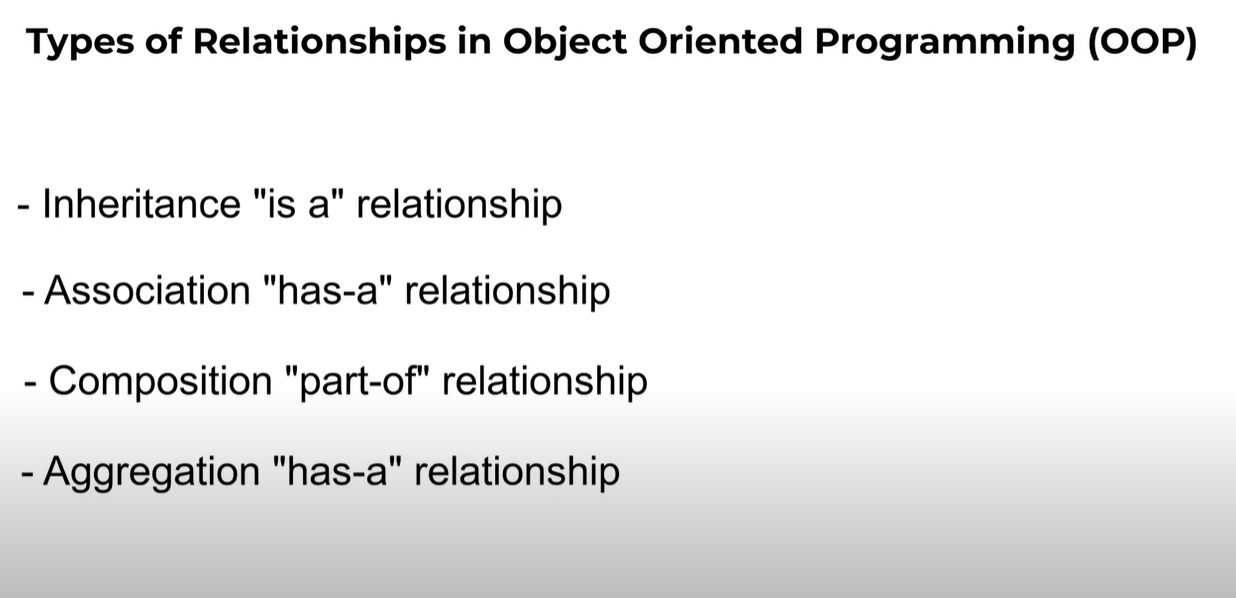 Types of Relationships in Object Oriented Programming (OOP)
- Inheritance "is a" relationship
- Association "has-a" relationship
- Composition "part-of" relationship
- Aggregation "has-a" relationship